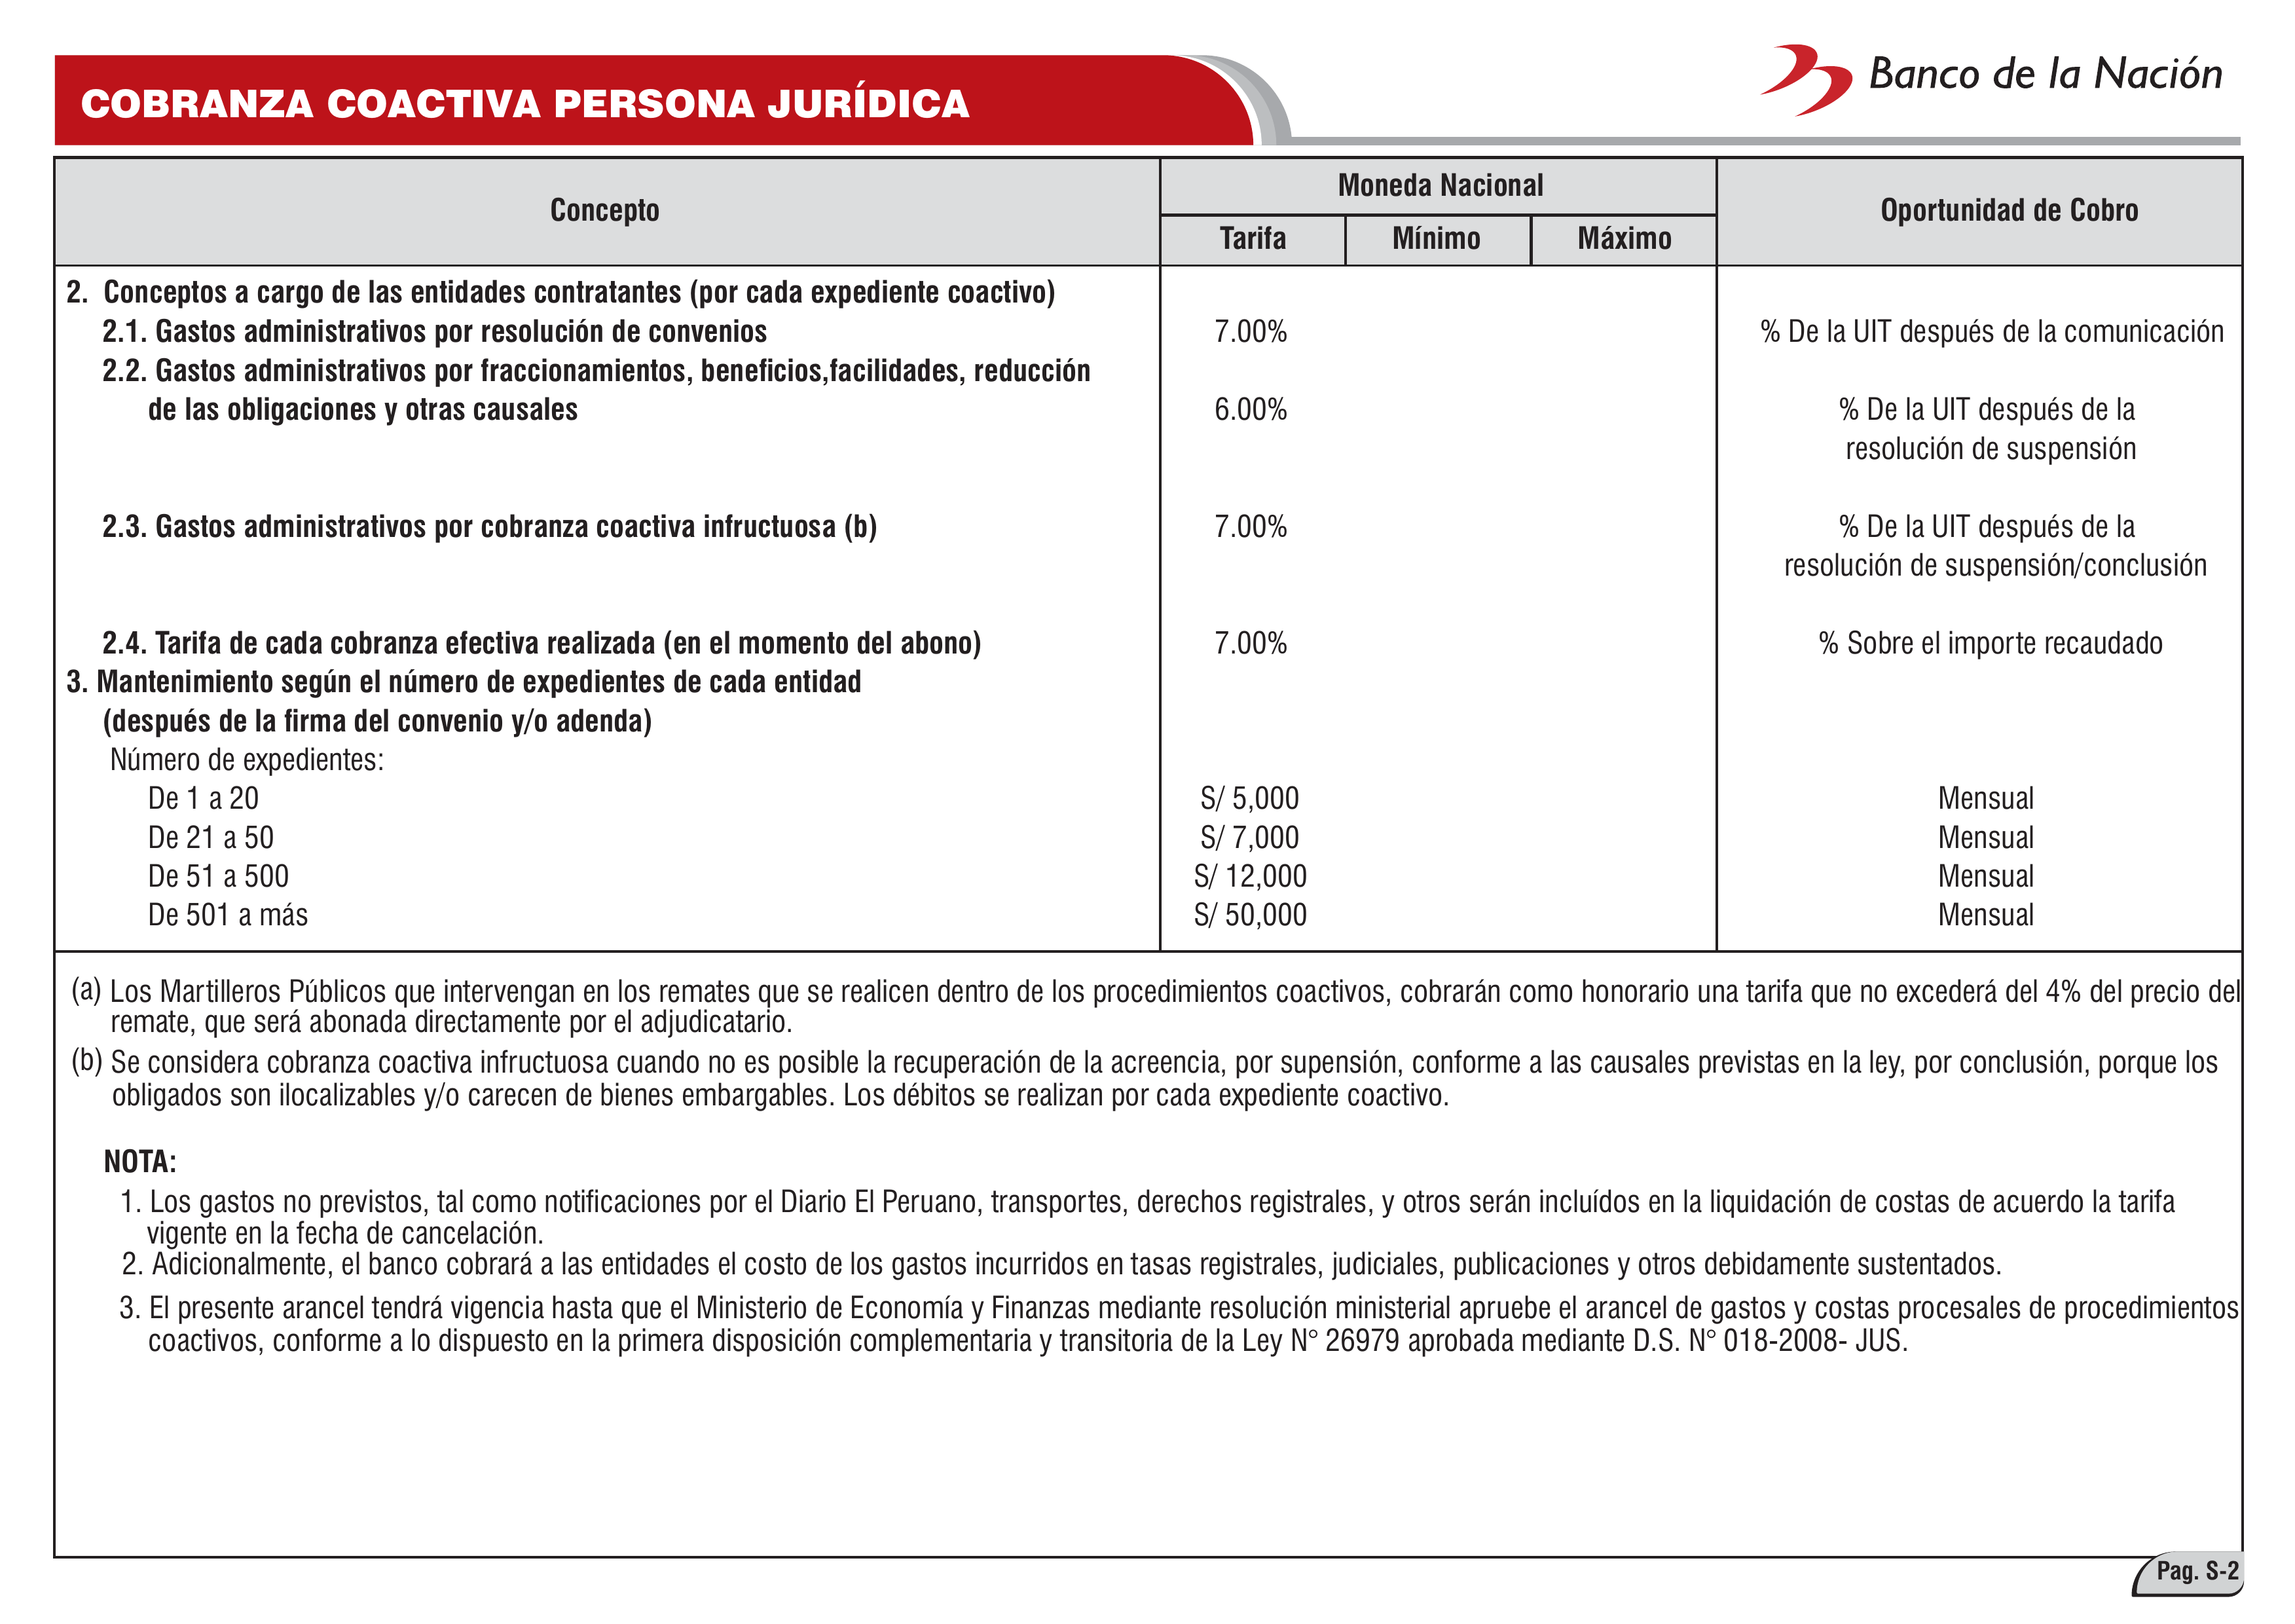 COBRANZA COACTIVA PERSONA JURÍDICA
Banco de la Nación
Concepto
Moneda Nacional
Oportunidad de Cobro
Tarifa Mínimo Máximo
2. Conceptos a cargo de las entidades contratantes (por cada expediente coactivo)
2.1. Gastos administrativos por resolución de convenios 7.00% % De la UIT después de la comunicación
2.2. Gastos administrativos por fraccionamientos, beneficios,facilidades, reducción
de las obligaciones y otras causales 6.00% % De la UIT después de la
resolución de suspensión
2.3. Gastos administrativos por cobranza coactiva infructuosa (b) 7.00% % De la UIT después de la
resolución de suspensión/conclusión
2.4. Tarifa de cada cobranza efectiva realizada (en el momento del abono) 7.00% % Sobre el importe recaudado
3. Mantenimiento según el número de expedientes de cada entidad
(después de la firma del convenio y/o adenda)
Número de expedientes:
De 1 a 20 S/ 5,000 Mensual
De 21 a 50 S/ 7,000 Mensual
De 51 a 500 S/ 12,000 Mensual
De 501 a más S/ 50,000 Mensual
(a) Los Martilleros Públicos que intervengan en los remates que se realicen dentro de los procedimientos coactivos, cobrarán como honorario una tarifa que no excederá del 4% del precio del
remate, que será abonada directamente por el adjudicatario.
(b) Se considera cobranza coactiva infructuosa cuando no es posible la recuperación de la acreencia, por supensión, conforme a las causales previstas en la ley, por conclusión, porque los
obligados son ilocalizables y/o carecen de bienes embargables. Los débitos se realizan por cada expediente coactivo.
NOTA:
1. Los gastos no previstos, tal como notificaciones por el Diario El Peruano, transportes, derechos registrales, y otros serán incluídos en la liquidación de costas de acuerdo la tarifa
vigente en la fecha de cancelación.
2. Adicionalmente, el banco cobrará a las entidades el costo de los gastos incurridos en tasas registrales, judiciales, publicaciones y otros debidamente sustentados.
3. El presente arancel tendrá vigencia hasta que el Ministerio de Economía y Finanzas mediante resolución ministerial apruebe el arancel de gastos y costas procesales de procedimientos
coactivos, conforme a lo dispuesto en la primera disposición complementaria y transitoria de la Ley N° 26979 aprobada mediante D.S. N° 018-2008- JUS.
Pag. S-2